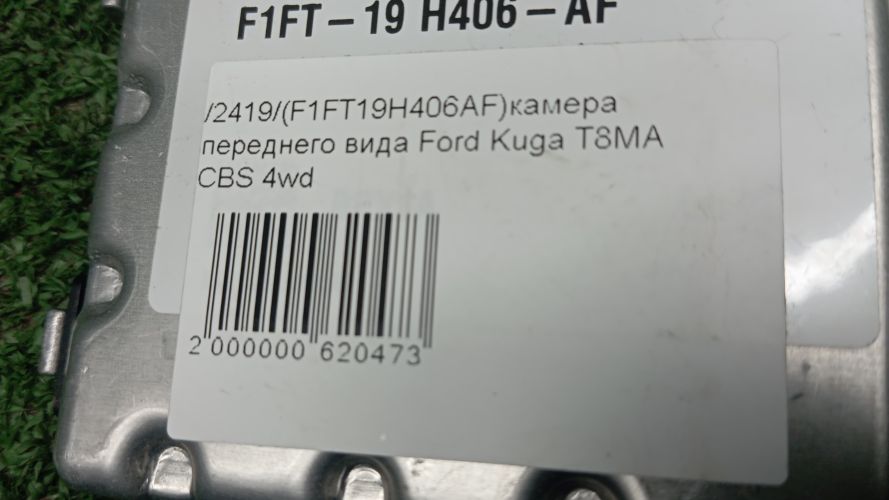 F1FT-19 H406-AF
/2419/(F1FT19H406AF)камера
переднего вида Ford Kuga T8MA
CBS 4wd
2 000000 620473